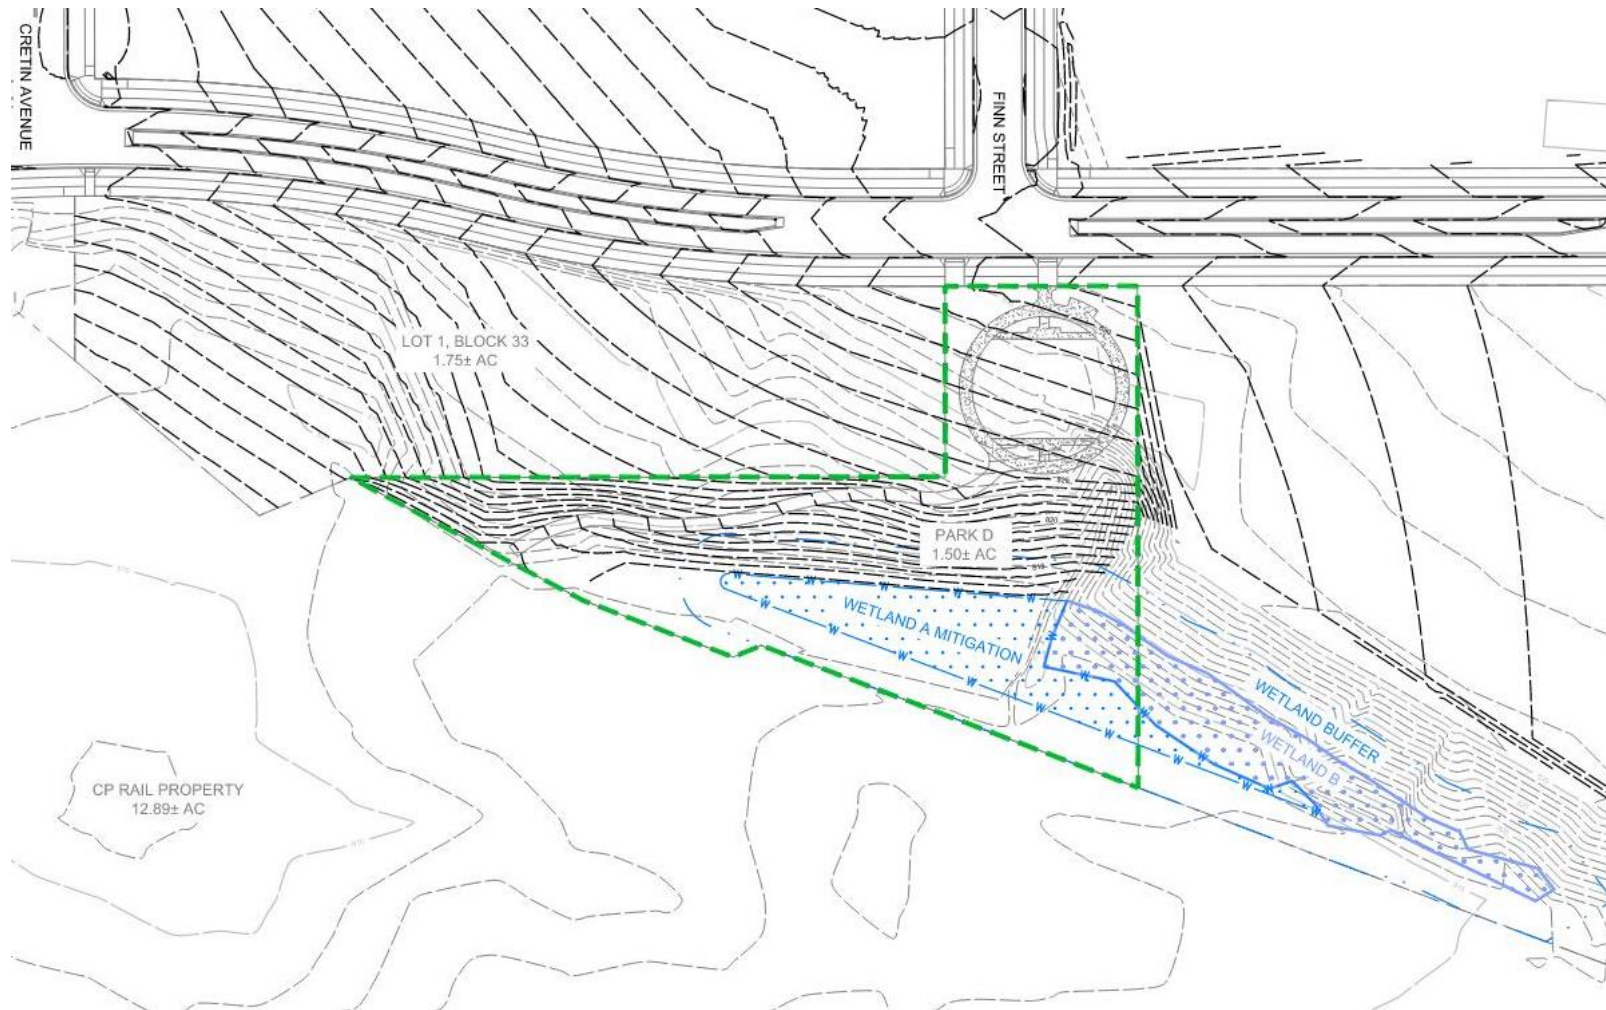 CRETIN AVENUE
FINN STREET
LOT 1, BLOCK 33
1.75± AC
PARK D
1.50± AC
820
WETLAND A MITIGATION
WETLAND BUFFER
WETLAND B
CP RAIL PROPERTY
12.89± AC